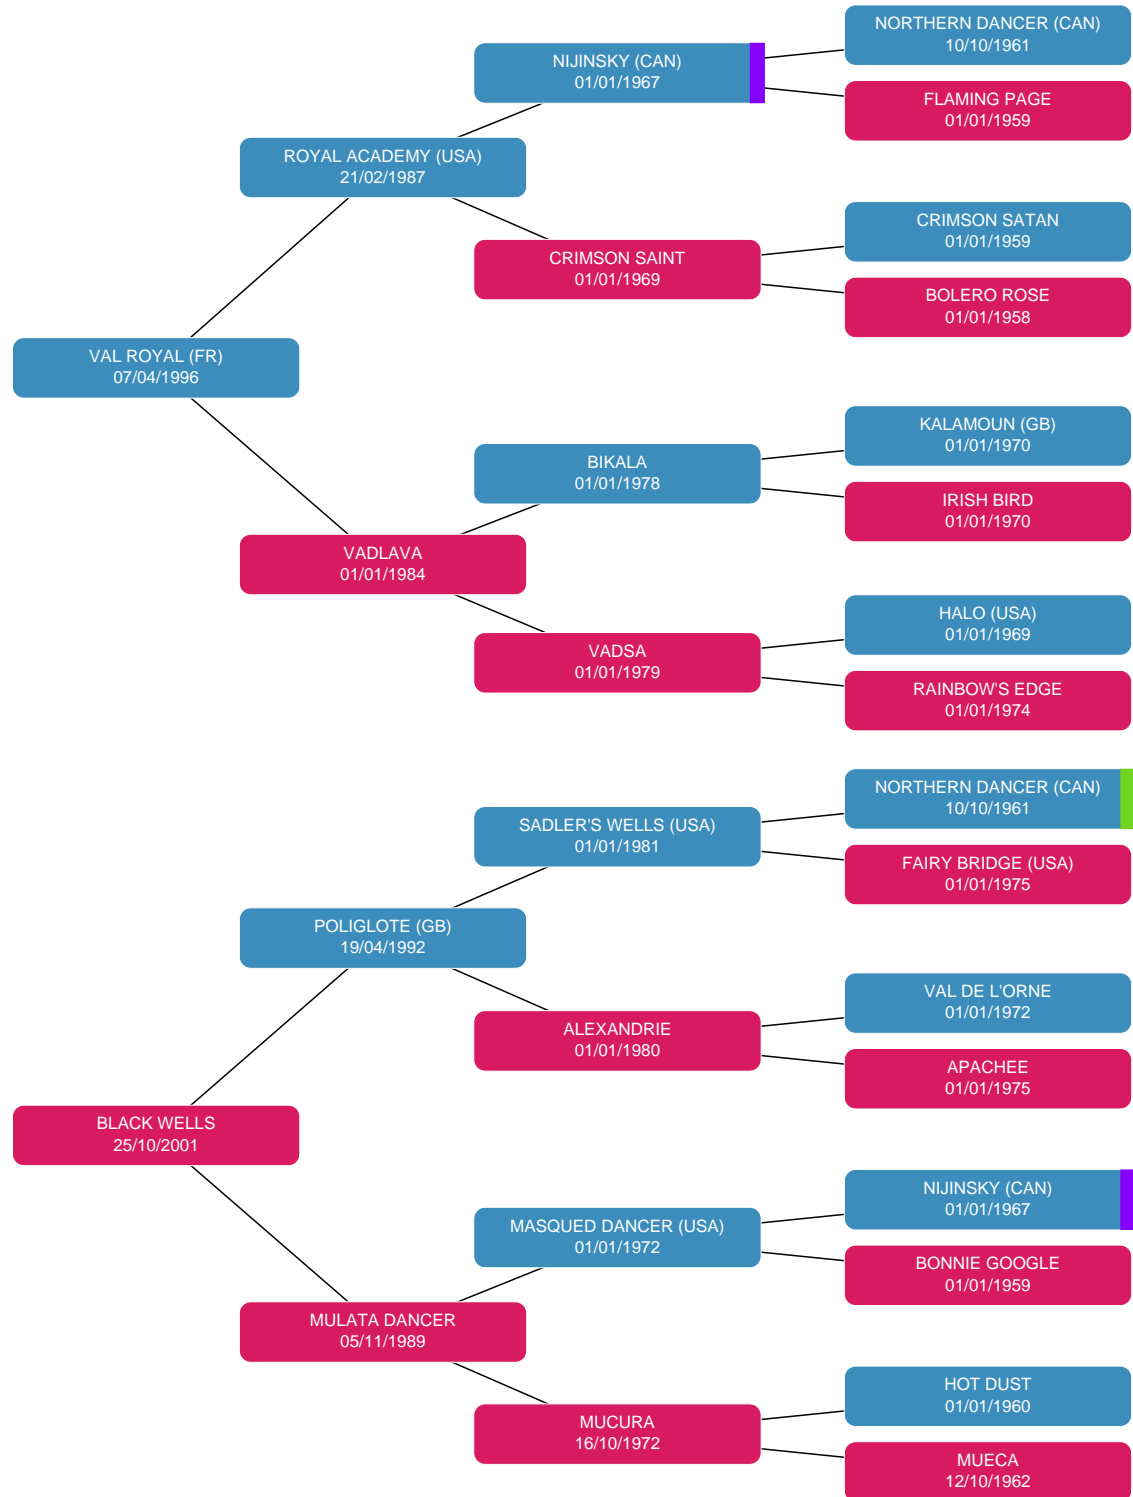 NORTHERN DANCER (CAN)
10/10/1961
NIJINSKY (CAN)
01/01/1967
FLAMING PAGE
01/01/1959
ROYAL ACADEMY (USA)
21/02/1987
CRIMSON SATAN
01/01/1959
CRIMSON SAINT
01/01/1969
BOLERO ROSE
01/01/1958
VAL ROYAL (FR)
07/04/1996
KALAMOUN (GB)
01/01/1970
BIKALA
01/01/1978
IRISH BIRD
01/01/1970
VADLAVA
01/01/1984
HALO (USA)
01/01/1969
VADSA
01/01/1979
RAINBOW'S EDGE
01/01/1974
NORTHERN DANCER (CAN)
10/10/1961
SADLER'S WELLS (USA)
01/01/1981
FAIRY BRIDGE (USA)
01/01/1975
POLIGLOTE (GB)
19/04/1992
VAL DE L'ORNE
01/01/1972
ALEXANDRIE
01/01/1980
APACHEE
01/01/1975
BLACK WELLS
25/10/2001
NIJINSKY (CAN)
01/01/1967
MASQUED DANCER (USA)
01/01/1972
BONNIE GOOGLE
01/01/1959
MULATA DANCER
05/11/1989
HOT DUST
01/01/1960
MUCURA
16/10/1972
MUECA
12/10/1962